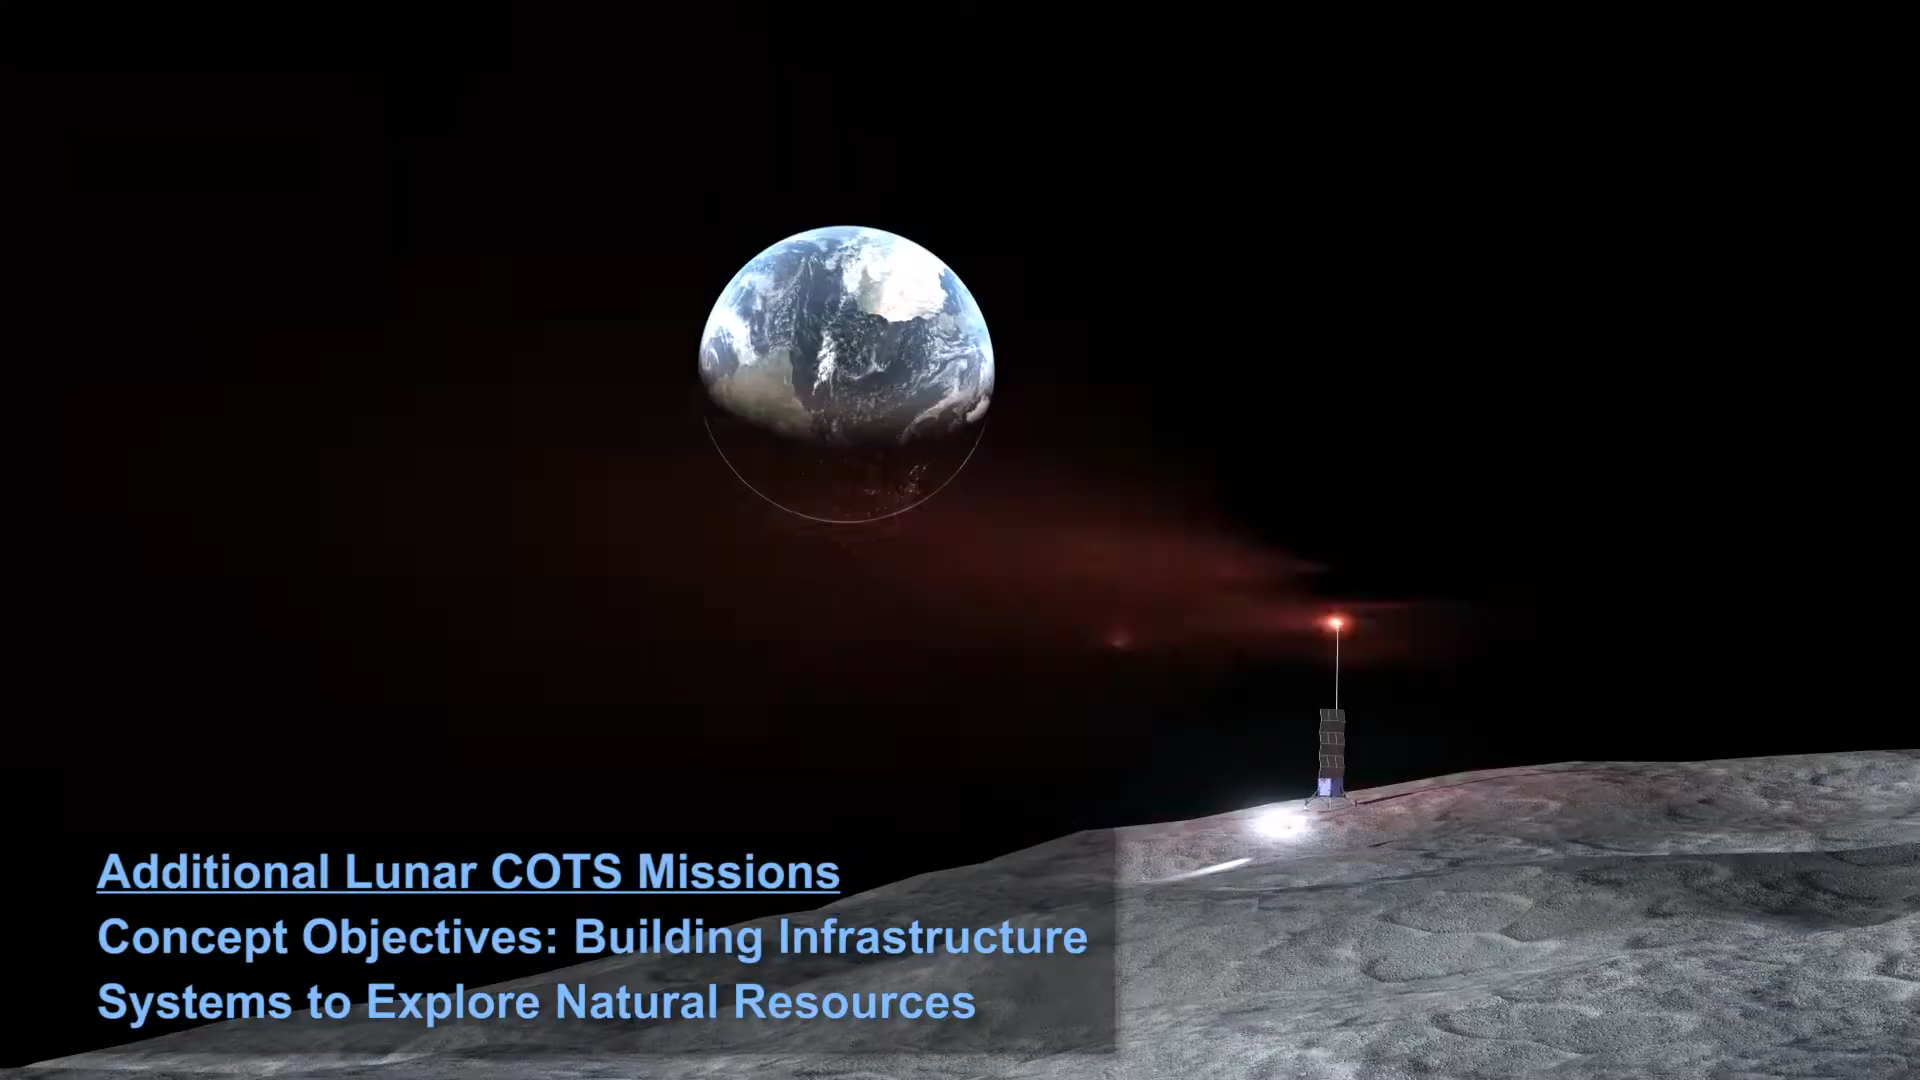 Additional Lunar COTS Missions
Concept Objectives: Building Infrastructure
Systems to Explore Natural Resources